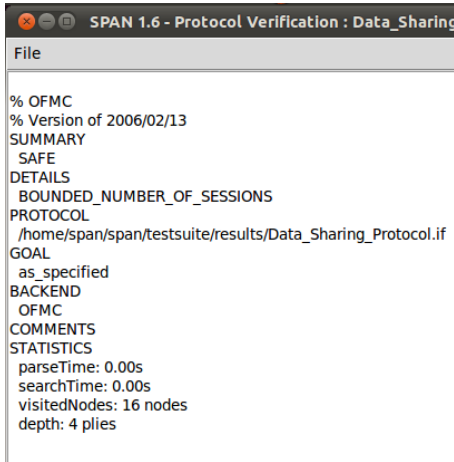 SPAN 1.6 - Protocol Verification : Data_Sharing
File
% OFMC
% Version of 2006/02/13
SUMMARY
SAFE
DETAILS
BOUNDED_NUMBER_OF_SESSIONS
PROTOCOL
/home/span/span/testsuite/results/Data_Sharing_Protocol.if
GOAL
as_specified
BACKEND
OFMC
COMMENTS
STATISTICS
parseTime: 0.00s
searchTime: 0.00s
visitedNodes: 16 nodes
depth: 4 plies